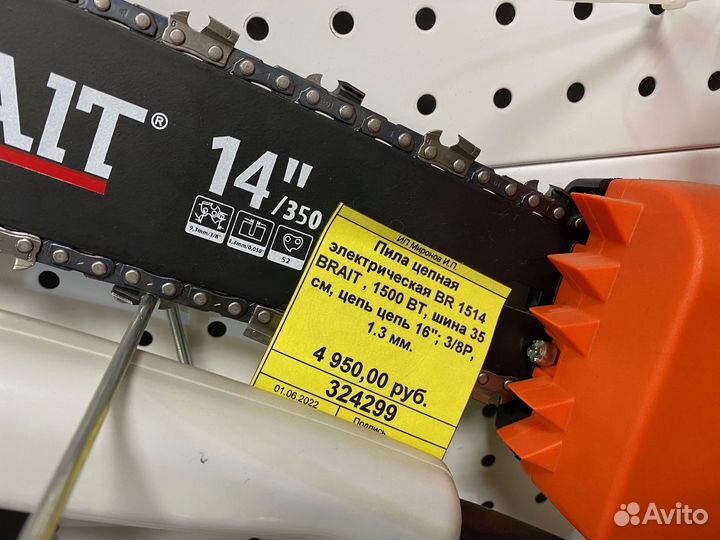 AIT®
14"/350
9,3mm/3/8"
1,3mm/0,050"
52
ИП Миронов И.П.
Пила цепная
электрическая BR 1514
BRAIT , 1500 ВТ, шина 35
см, цепь цепь 16"; 3/8P,
1.3 мм.
4 950,00 руб.
324299
01.06.2022
Подпись
Avito